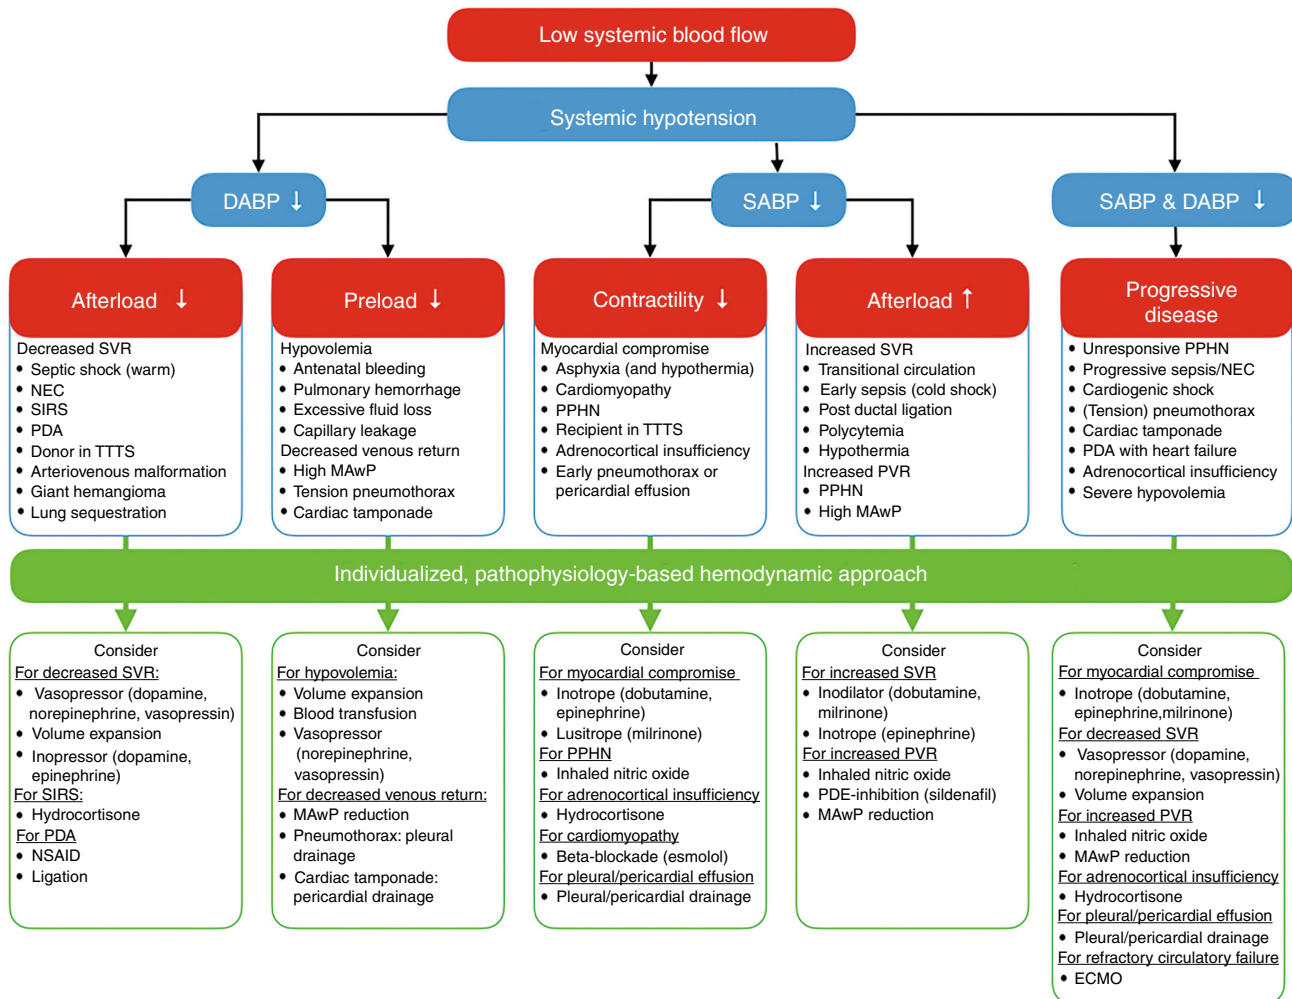 Low systemic blood flow
Systemic hypotension
DABP ↓
SABP ↓
SABP & DABP ↓
Afterload ↓
Decreased SVR
• Septic shock (warm)
• NEC
• SIRS
• PDA
• Donor in TTTS
• Arteriovenous malformation
• Giant hemangioma
• Lung sequestration
Preload ↓
Hypovolemia
• Antenatal bleeding
• Pulmonary hemorrhage
• Excessive fluid loss
• Capillary leakage
Decreased venous return
• High MAwP
• Tension pneumothorax
• Cardiac tamponade
Contractility ↓
Myocardial compromise
• Asphyxia (and hypothermia)
• Cardiomyopathy
• PPHN
• Recipient in TTTS
• Adrenocortical insufficiency
• Early pneumothorax or
pericardial effusion
Afterload ↑
Increased SVR
• Transitional circulation
• Early sepsis (cold shock)
• Post ductal ligation
• Polycytemia
• Hypothermia
Increased PVR
• PPHN
• High MAwP
Progressive
disease
• Unresponsive PPHN
• Progressive sepsis/NEC
• Cardiogenic shock
• (Tension) pneumothorax
• Cardiac tamponade
• PDA with heart failure
• Adrenocortical insufficiency
• Severe hypovolemia
Individualized, pathophysiology-based hemodynamic approach
Consider
For decreased SVR:
• Vasopressor (dopamine,
norepinephrine, vasopressin)
• Volume expansion
• Inopressor (dopamine,
epinephrine)
For SIRS:
• Hydrocortisone
For PDA
• NSAID
• Ligation
Consider
For hypovolemia:
• Volume expansion
• Blood transfusion
• Vasopressor
(norepinephrine,
vasopressin)
For decreased venous return:
• MAwP reduction
• Pneumothorax: pleural
drainage
• Cardiac tamponade:
pericardial drainage
Consider
For myocardial compromise
• Inotrope (dobutamine,
epinephrine)
• Lusitrope (milrinone)
For PPHN
• Inhaled nitric oxide
For adrenocortical insufficiency
• Hydrocortisone
For cardiomyopathy
• Beta-blockade (esmolol)
For pleural/pericardial effusion
• Pleural/pericardial drainage
Consider
For increased SVR
• Inodilator (dobutamine,
milrinone)
• Inotrope (epinephrine)
For increased PVR
• Inhaled nitric oxide
• PDE-inhibition (sildenafil)
• MAwP reduction
Consider
For myocardial compromise
• Inotrope (dobutamine,
epinephrine,milrinone)
For decreased SVR
• Vasopressor (dopamine,
norepinephrine, vasopressin)
• Volume expansion
For increased PVR
• Inhaled nitric oxide
• MAwP reduction
For adrenocortical insufficiency
• Hydrocortisone
For pleural/pericardial effusion
• Pleural/pericardial drainage
For refractory circulatory failure
• ECMO